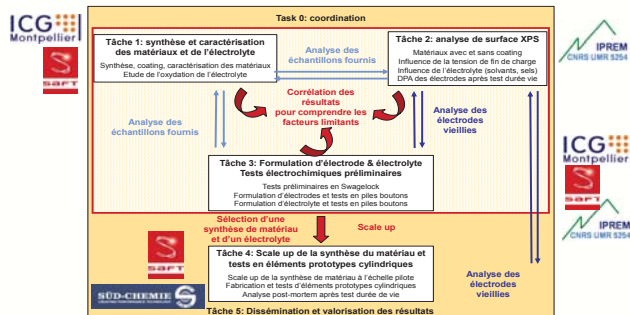 Task 0: coordination
ICG
Montpellier
SAFT
Tâche 1: synthèse et caractérisation
des matériaux et de l'électrolyte
Synthèse, coating, caractérisation des matériaux
Etude de l'oxydation de l'électrolyte
Analyse des
échantillons fournis
Tâche 2: analyse de surface XPS
Matériaux avec et sans coating
Influence de la tension de fin de charge
Influence de l'électrolyte (solvants, sels)
DPA des électrodes après test durée vie
IPREM
CNRS UMR 5254
Analyse des
échantillons fournis
Corrélation des
résultats
pour comprendre les
facteurs limitants
Analyse des
électrodes
vieillies
ICG
Montpellier
SAFT
IPREM
CNRS UMR 5254
Tâche 3: Formulation d'électrode & électrolyte
Tests électrochimiques préliminaires
Tests préliminaires en Swagelock
Formulation d'électrodes et tests en piles boutons
Formulation d'électrolyte et tests en piles boutons
Sélection d'une
synthèse de matériau
et d'un électrolyte
Scale up
SAFT
SÜD-CHEMIE
CREATING PERFORMANCE TECHNOLOGY
Tâche 4: Scale up de la synthèse du matériau et
tests en éléments prototypes cylindriques
Scale up de la synthèse de matériau à l'échelle pilote
Fabrication et tests d'éléments prototypes cylindriques
Analyse post-mortem après test durée de vie
Analyse des
électrodes
vieillies
Tâche 5: Dissémination et valorisation des résultats